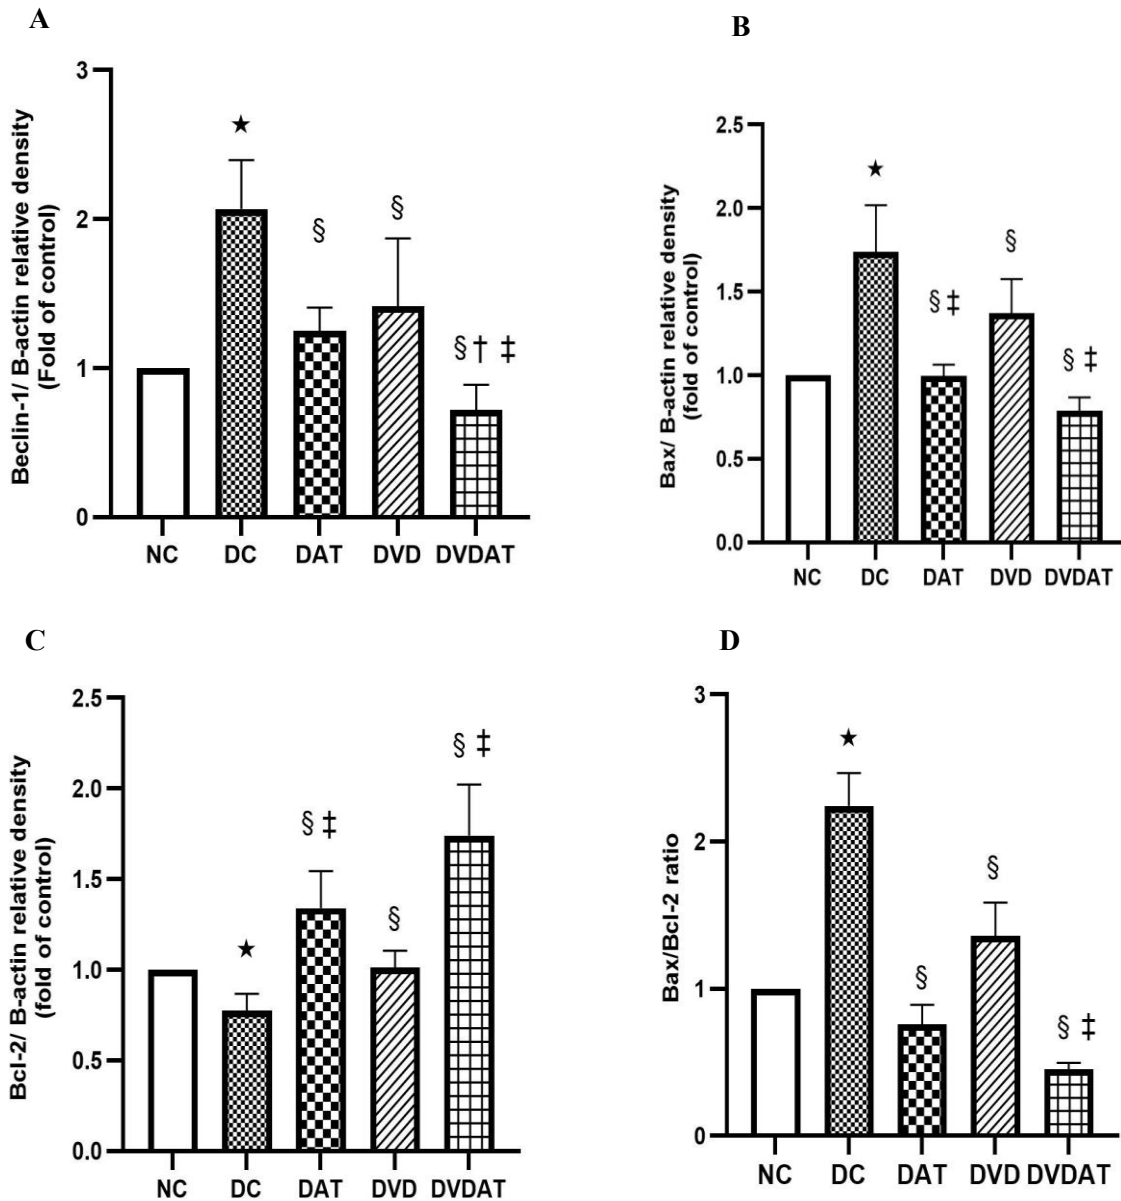 A
Beclin-1/ B-actin relative density
(Fold of control)
3
2
1
0
★
§
§
§ † ‡
NC DC DAT DVD DVDAT
B
Bax/ B-actin relative density
(fold of control)
2.5
2.0
1.5
1.0
0.5
0.0
★
§ ‡
§
§ ‡
NC DC DAT DVD DVDAT
C
Bcl-2/ B-actin relative density
(fold of control)
2.5
2.0
1.5
1.0
0.5
0.0
★
§ ‡
§
§ ‡
NC DC DAT DVD DVDAT
D
Bax/Bcl-2 ratio
3
2
1
0
★
§
§
§ ‡
NC DC DAT DVD DVDAT